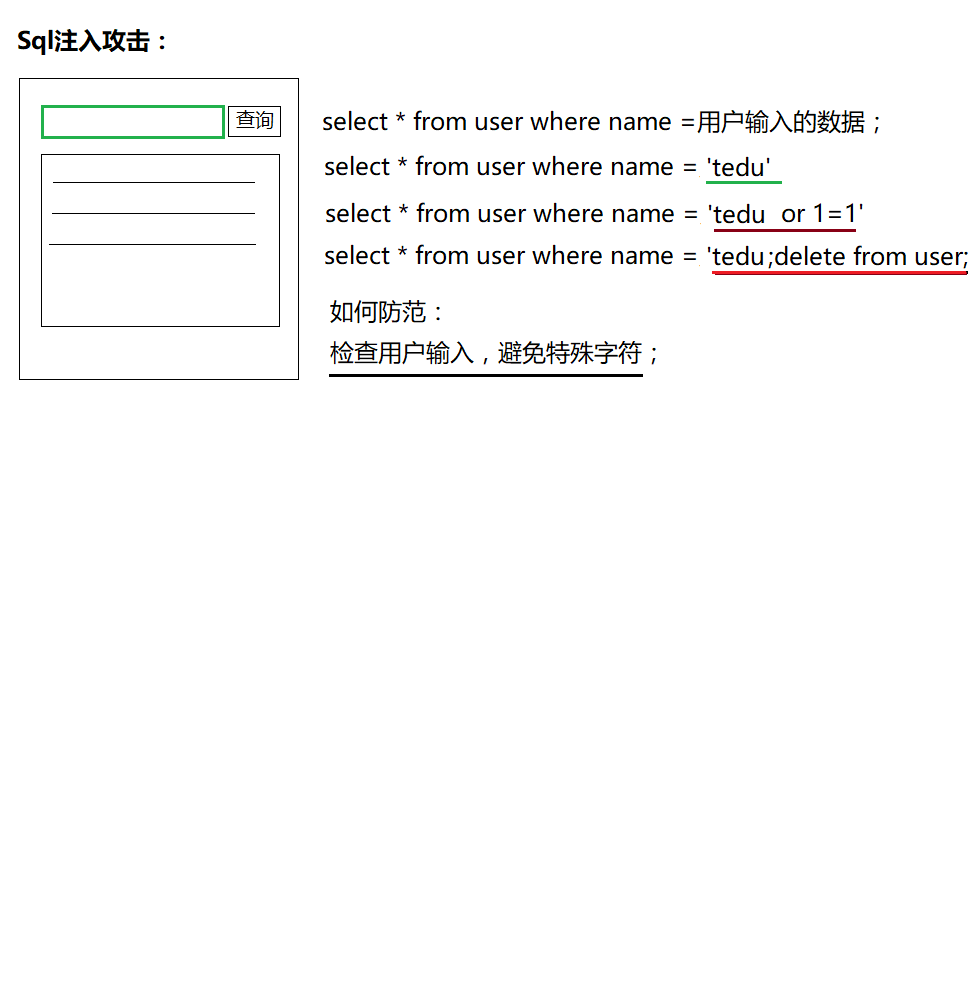 Sql注入攻击：
查询
select * from user where name =用户输入的数据；
select * from user where name = 'tedu'
select * from user where name = 'tedu or 1=1'
select * from user where name = 'tedu;delete from user;
如何防范：
检查用户输入，避免特殊字符；